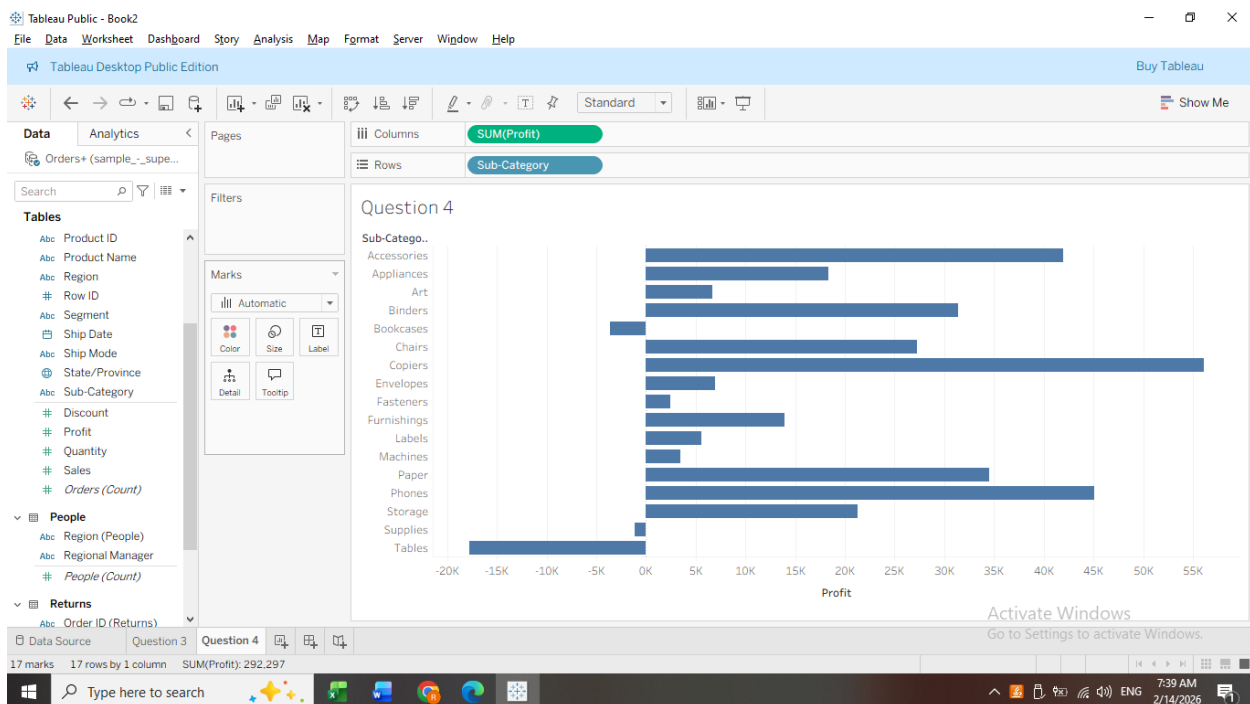 Tableau Public - Book2
File Data Worksheet Dashboard Story Analysis Map Format Server Window Help
Tableau Desktop Public Edition
Buy Tableau
Standard
Show Me
Data Analytics
Pages
Columns
SUM(Profit)
Orders+ (sample_-_supe...
Rows
Sub-Category
Search
Filters
Tables
Abc Product ID
Abc Product Name
Abc Region
# Row ID
Abc Segment
Ship Date
Abc Ship Mode
State/Province
Abc Sub-Category
# Discount
# Profit
# Quantity
# Sales
# Orders (Count)
People
Abc Region (People)
Abc Regional Manager
# People (Count)
Returns
Abc Order ID (Returns)
Marks
Automatic
Color Size Label
Detail Tooltip
Question 4
Sub-Catego..
Accessories
Appliances
Art
Binders
Bookcases
Chairs
Copiers
Envelopes
Fasteners
Furnishings
Labels
Machines
Paper
Phones
Storage
Supplies
Tables
-20K -15K -10K -5K 0K 5K 10K 15K 20K 25K 30K 35K 40K 45K 50K 55K
Profit
Activate Windows
Go to Settings to activate Windows.
Data Source Question 3 Question 4
17 marks 17 rows by 1 column SUM(Profit): 292,297
Type here to search
ENG
7:39 AM
2/14/2026
1